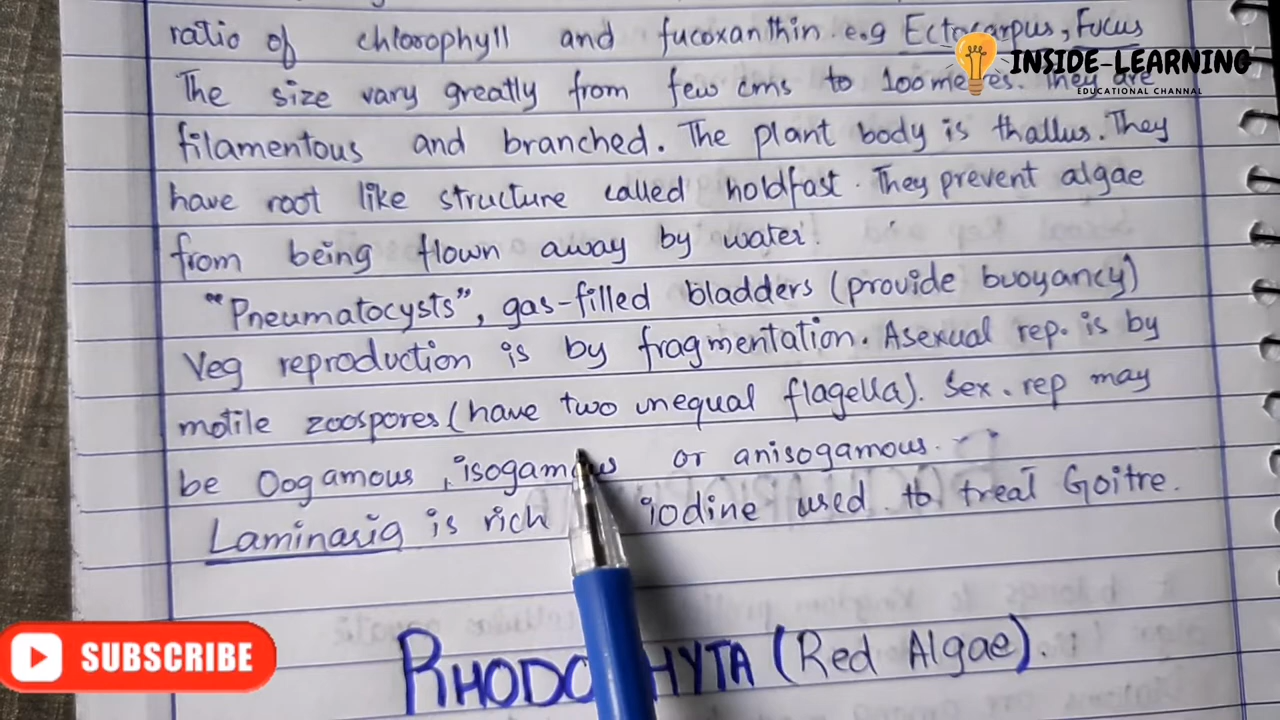 ratio of chlorophyll and fucoxanthin e.g Ectocarpus, Fucus
INSIDE-LEARNING
EDUCATIONAL CHANNEL
The size vary greatly from few cms to 100 metres. They are
filamentous and branched. The plant body is thallus. They
have root like structure called holdfast. They prevent algae
from being flown away by water.
"Pneumatocysts", gas-filled bladders (provide buoyancy)
Veg reproduction is by fragmentation. Asexual rep. is by
motile zoospores (have two unequal flagella). Sex. rep may
be Oogamous, isogamous or anisogamous.
Laminaria is rich iodine used to treat Goitre.
SUBSCRIBE
RHODOPHYTA (Red Algae).